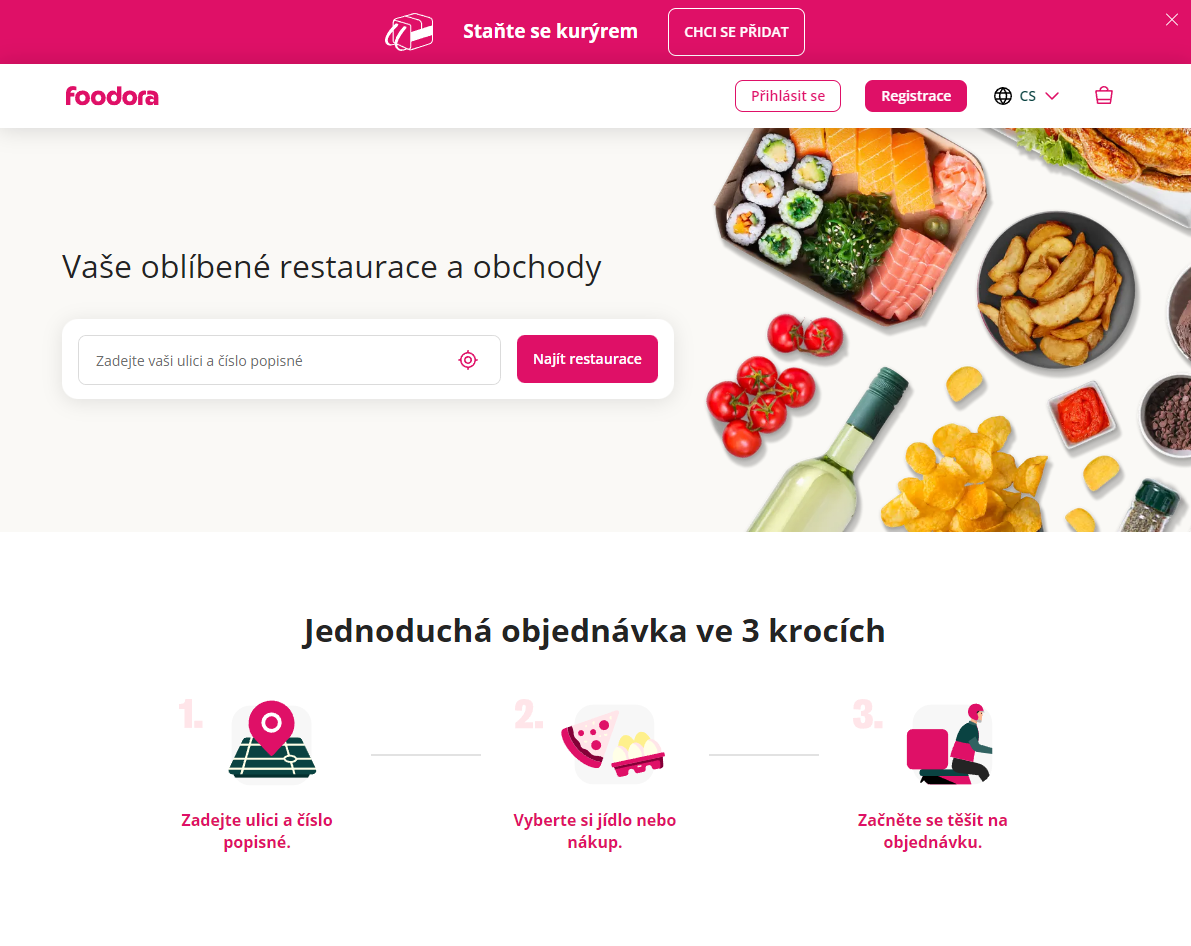 Staňte se kurýrem
CHCI SE PŘIDAT
foodora
Přihlásit se
Registrace
CS
Vaše oblíbené restaurace a obchody
Zadejte vaši ulici a číslo popisné
Najít restaurace
Jednoduchá objednávka ve 3 krocích
1.
2.
3.
Zadejte ulici a číslo
popisné.
Vyberte si jídlo nebo
nákup.
Začněte se těšit na
objednávku.